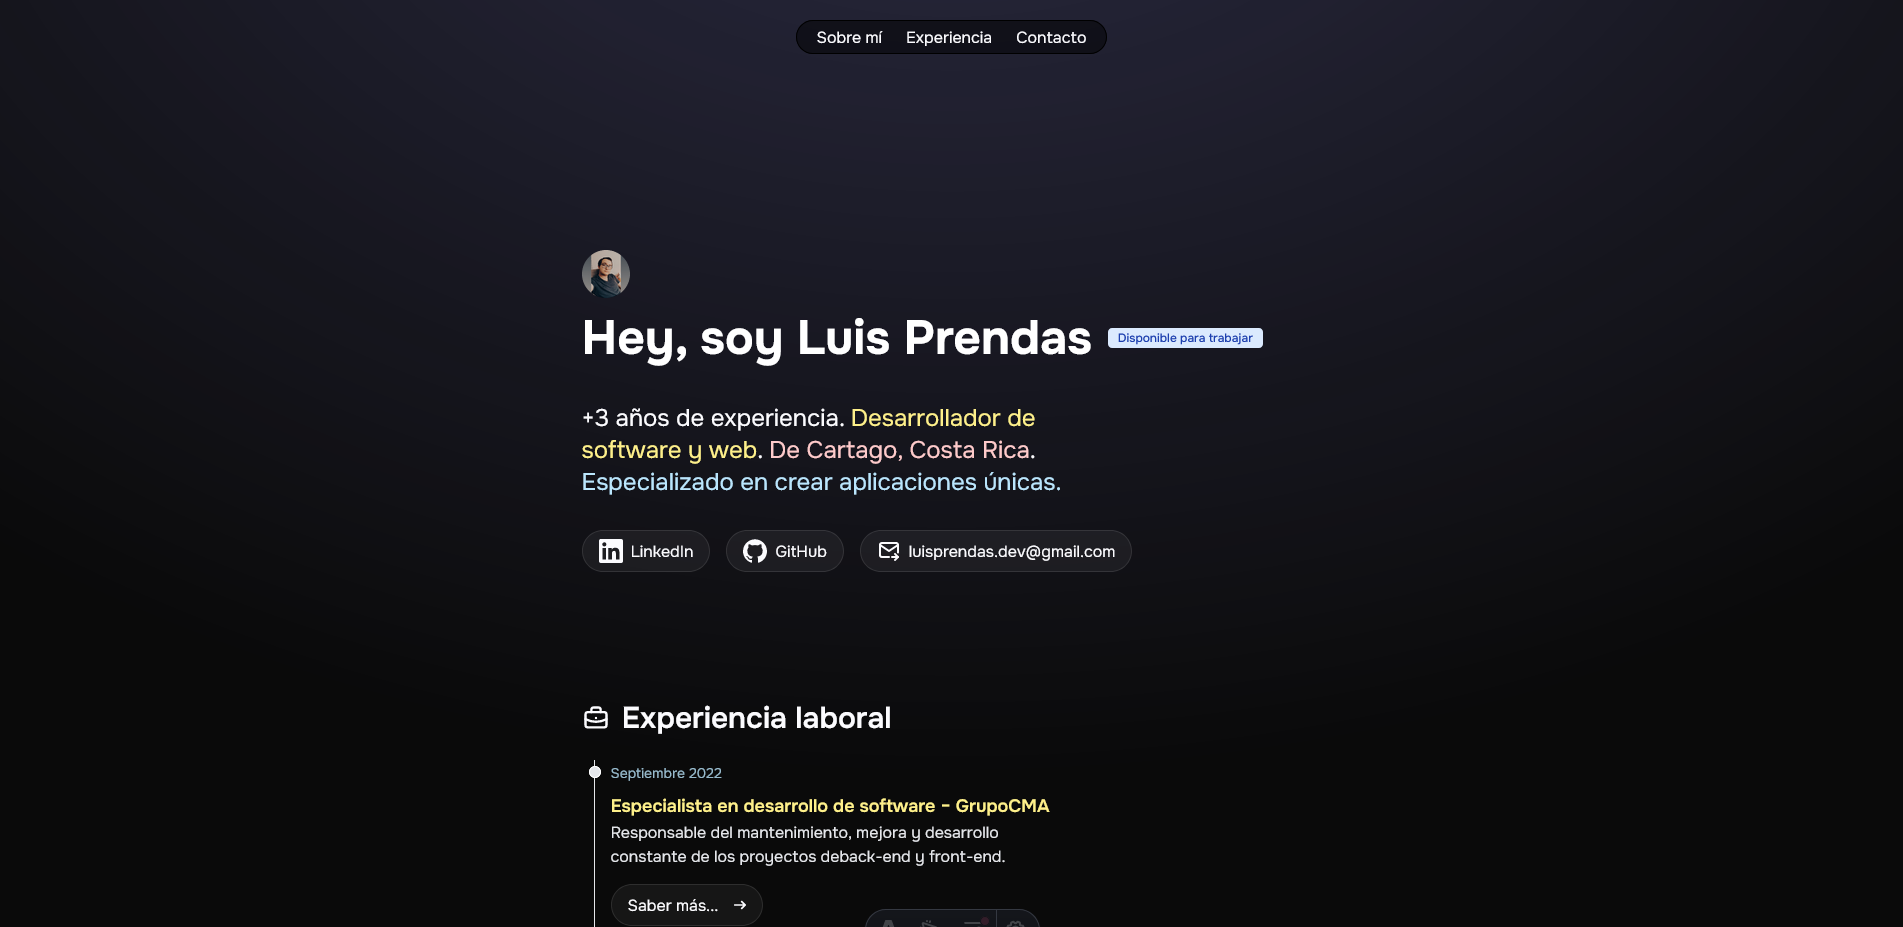 Sobre mí Experiencia Contacto
Hey, soy Luis Prendas Disponible para trabajar
+3 años de experiencia. Desarrollador de
software y web. De Cartago, Costa Rica.
Especializado en crear aplicaciones únicas.
LinkedIn GitHub luisprendas.dev@gmail.com
Experiencia laboral
Septiembre 2022
Especialista en desarrollo de software - GrupoCMA
Responsable del mantenimiento, mejora y desarrollo
constante de los proyectos deback-end y front-end.
Saber más...